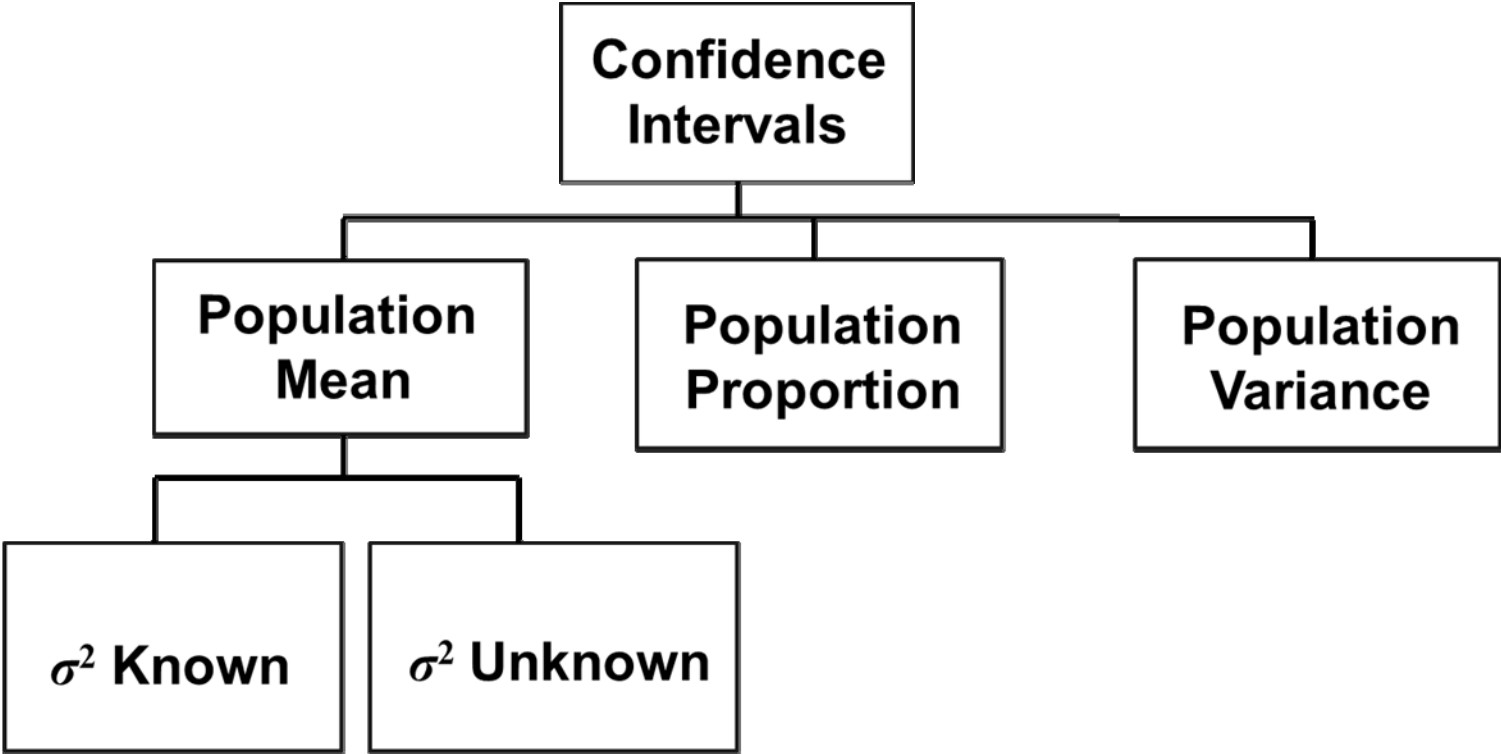 Confidence
Intervals
Population
Mean
Population
Proportion
Population
Variance
σ² Known
σ² Unknown